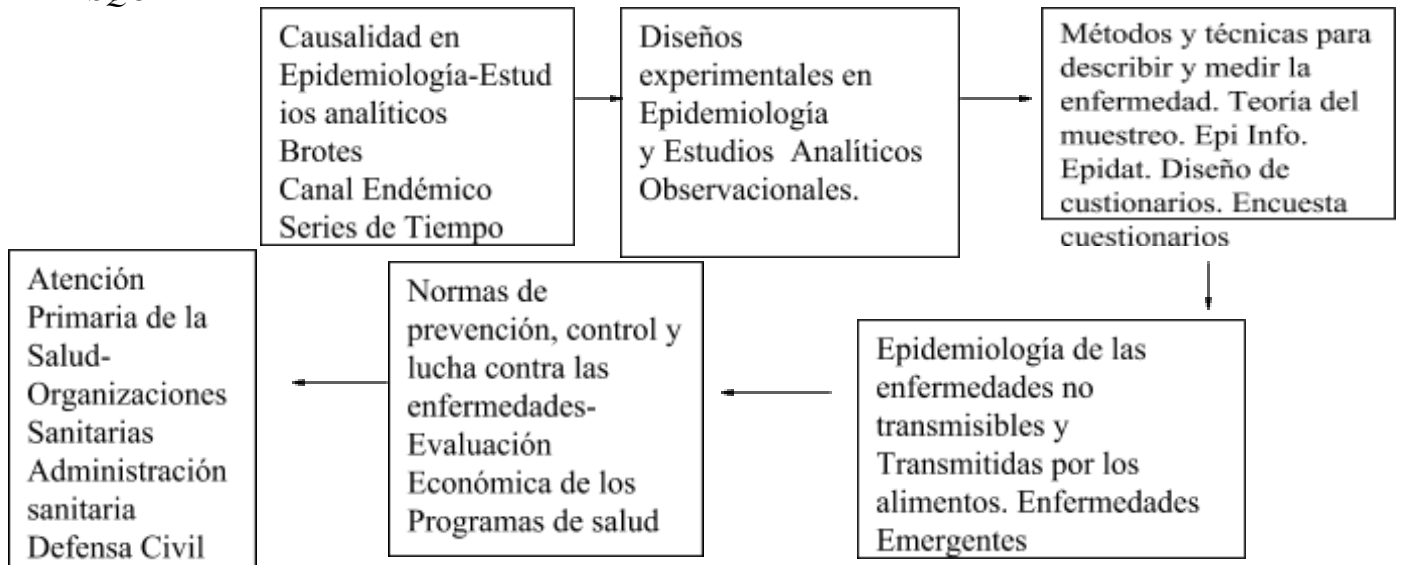 Causalidad en
Epidemiología-Estud
ios analíticos
Brotes
Canal Endémico
Series de Tiempo
Diseños
experimentales en
Epidemiología
y Estudios Analíticos
Observacionales.
Métodos y técnicas para
describir y medir la
enfermedad. Teoría del
muestreo. Epi Info.
Epidat. Diseño de
custionarios. Encuesta
cuestionarios
Epidemiología de las
enfermedades no
transmisibles y
Transmitidas por los
alimentos. Enfermedades
Emergentes
Normas de
prevención, control y
lucha contra las
enfermedades-
Evaluación
Económica de los
Programas de salud
Atención
Primaria de la
Salud-
Organizaciones
Sanitarias
Administración
sanitaria
Defensa Civil